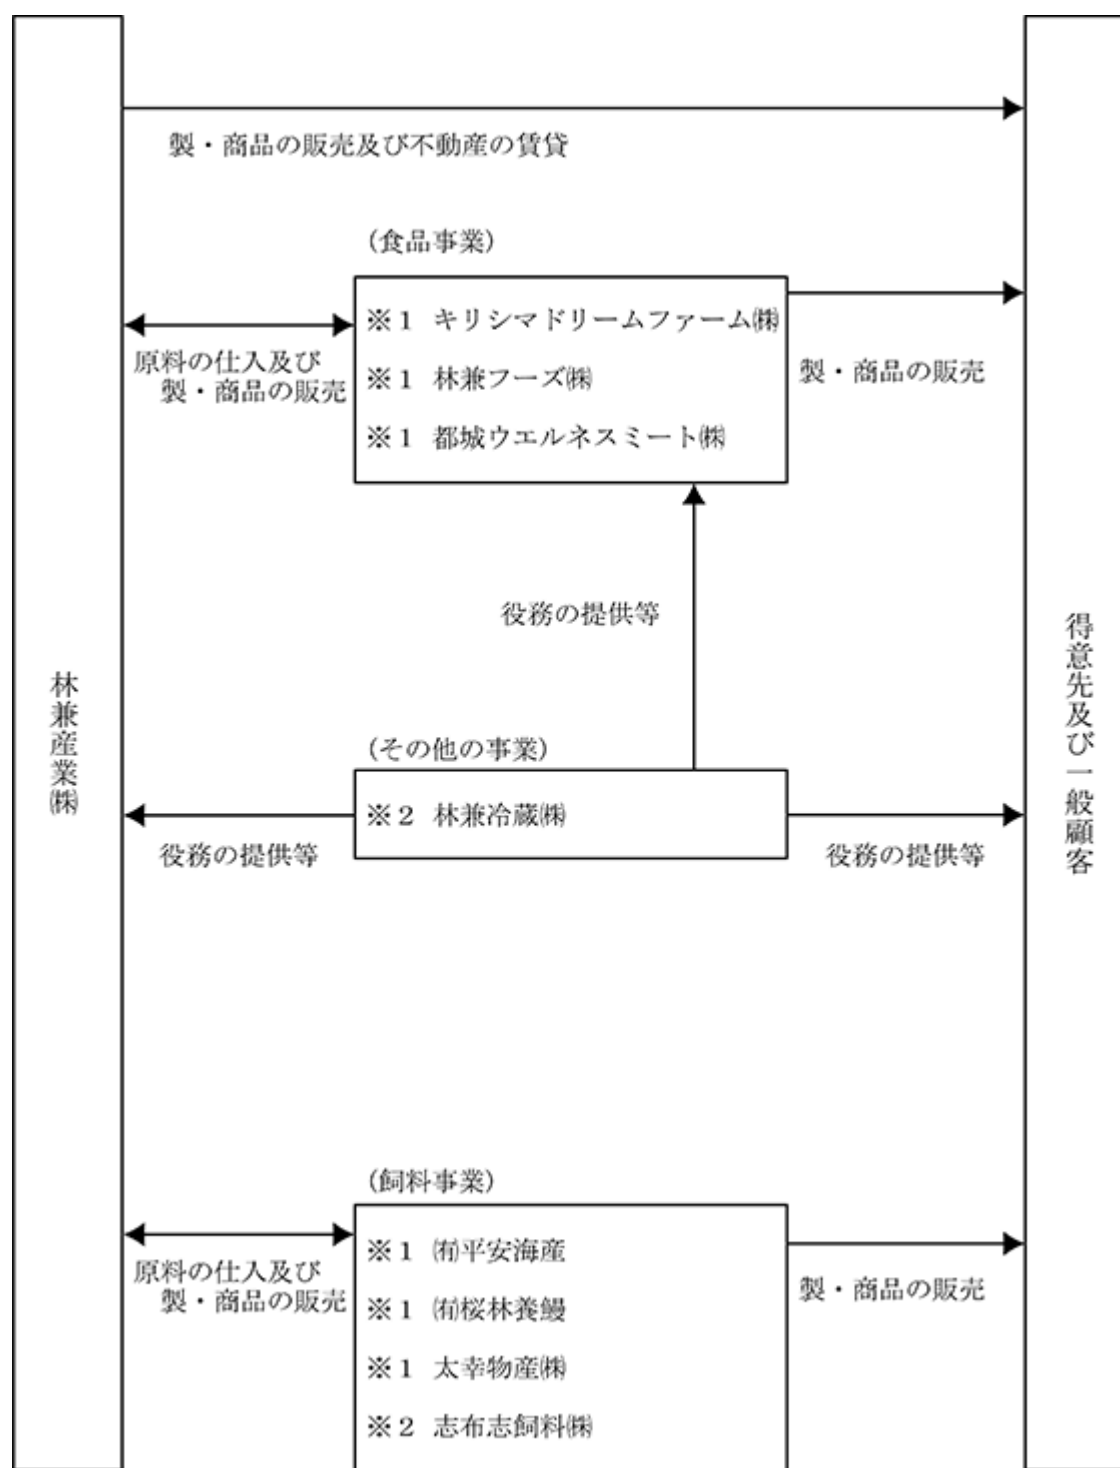 製・商品の販売及び不動産の賃貸
(食品事業)
※1 キリシマドリームファーム㈱
※1 林兼フーズ㈱
※1 都城ウエルネスミート㈱
原料の仕入及び
製・商品の販売
製・商品の販売
役務の提供等
林兼産業㈱
得意先及び一般顧客
(その他の事業)
※2 林兼冷蔵㈱
役務の提供等
役務の提供等
(飼料事業)
※1 ㈲平安海産
※1 ㈲桜林養鰻
※1 太幸物産㈱
※2 志布志飼料㈱
原料の仕入及び
製・商品の販売
製・商品の販売